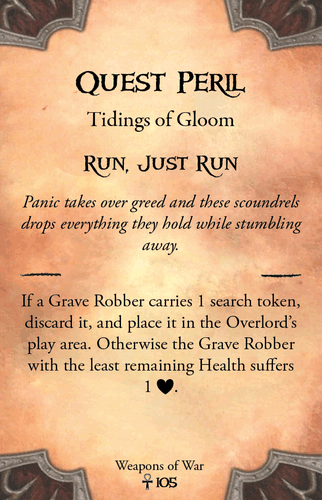 Quest Peril
Tidings of Gloom
Run, Just Run
Panic takes over greed and these scoundrels
drops everything they hold while stumbling
away.
If a Grave Robber carries 1 search token,
discard it, and place it in the Overlord's
play area. Otherwise the Grave Robber
with the least remaining Health suffers
1 ♥.
Weapons of War
☥ 105